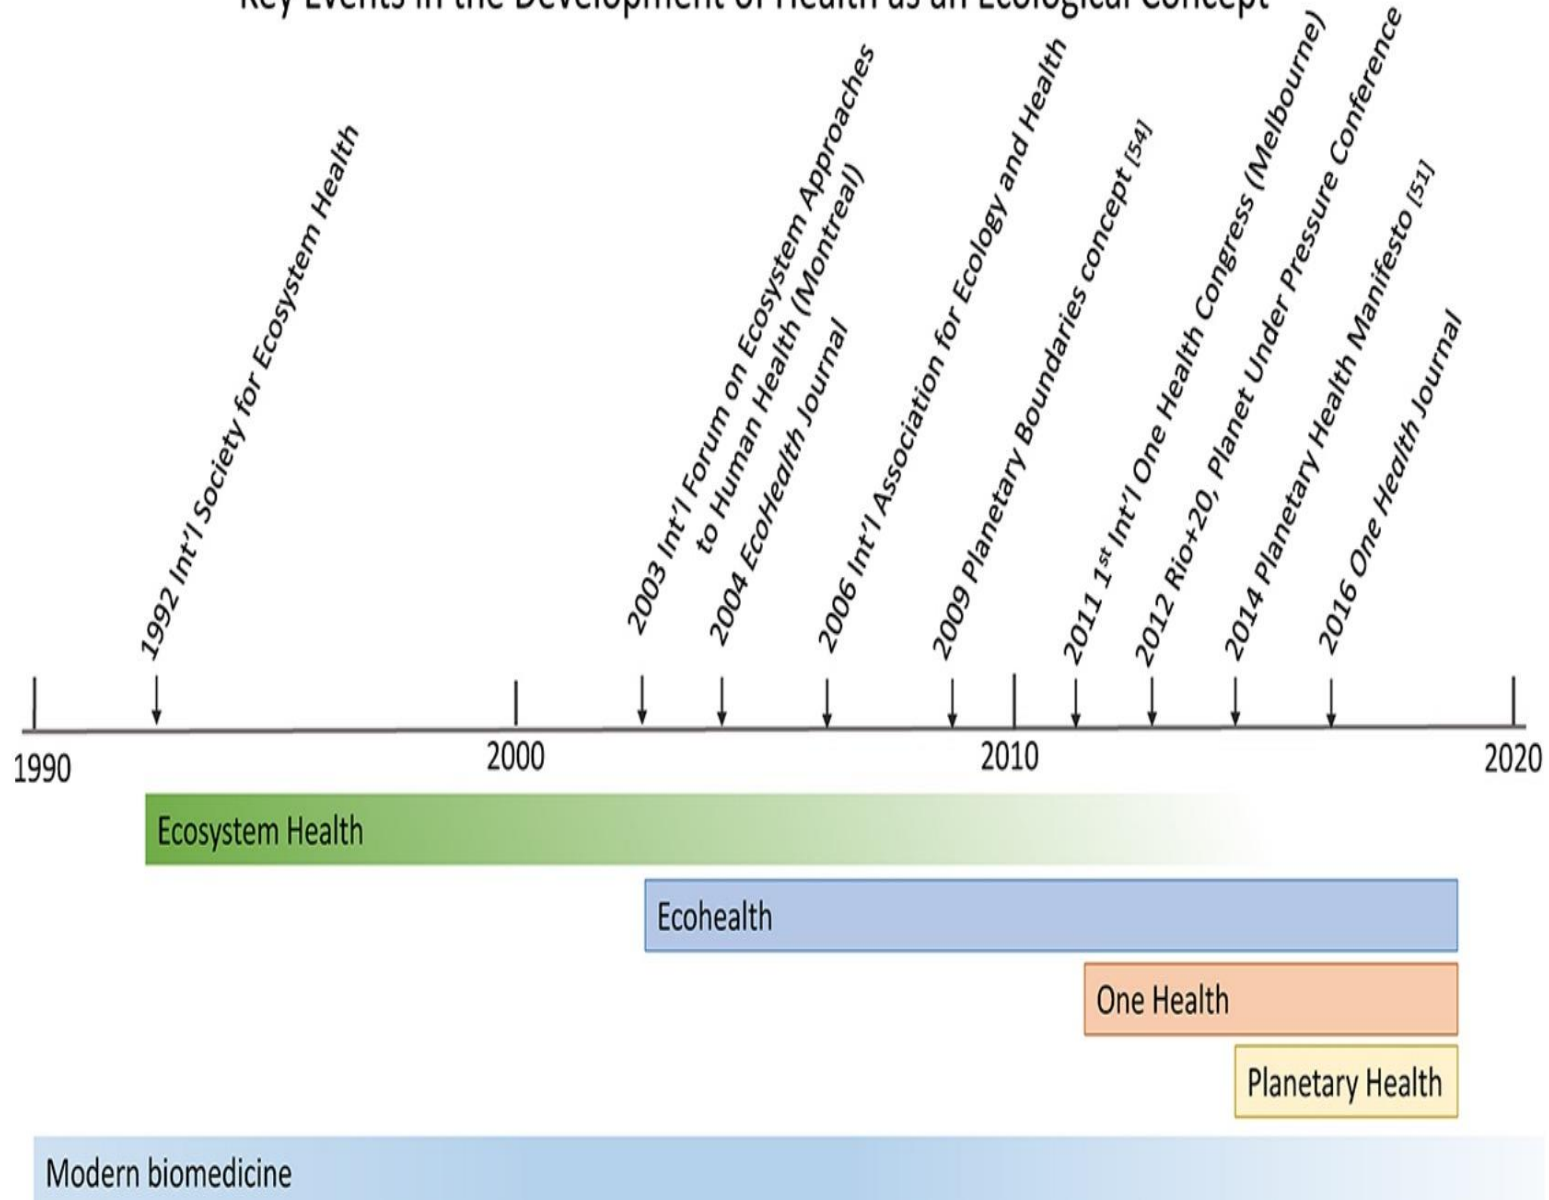 Key Events in the Development of Health as an Ecological Concept
1992 Int'l Society for Ecosystem Health
2003 Int'l Forum on Ecosystem Approaches
to Human Health (Montreal)
2004 EcoHealth Journal
2006 Int'l Association for Ecology and Health
2009 Planetary Boundaries concept [54]
2011 1st Int'l One Health Congress (Melbourne)
2012 Rio+20, Planet Under Pressure Conference
2014 Planetary Health Manifesto [51]
2016 One Health Journal
1990
2000
2010
2020
Ecosystem Health
Ecohealth
One Health
Planetary Health
Modern biomedicine